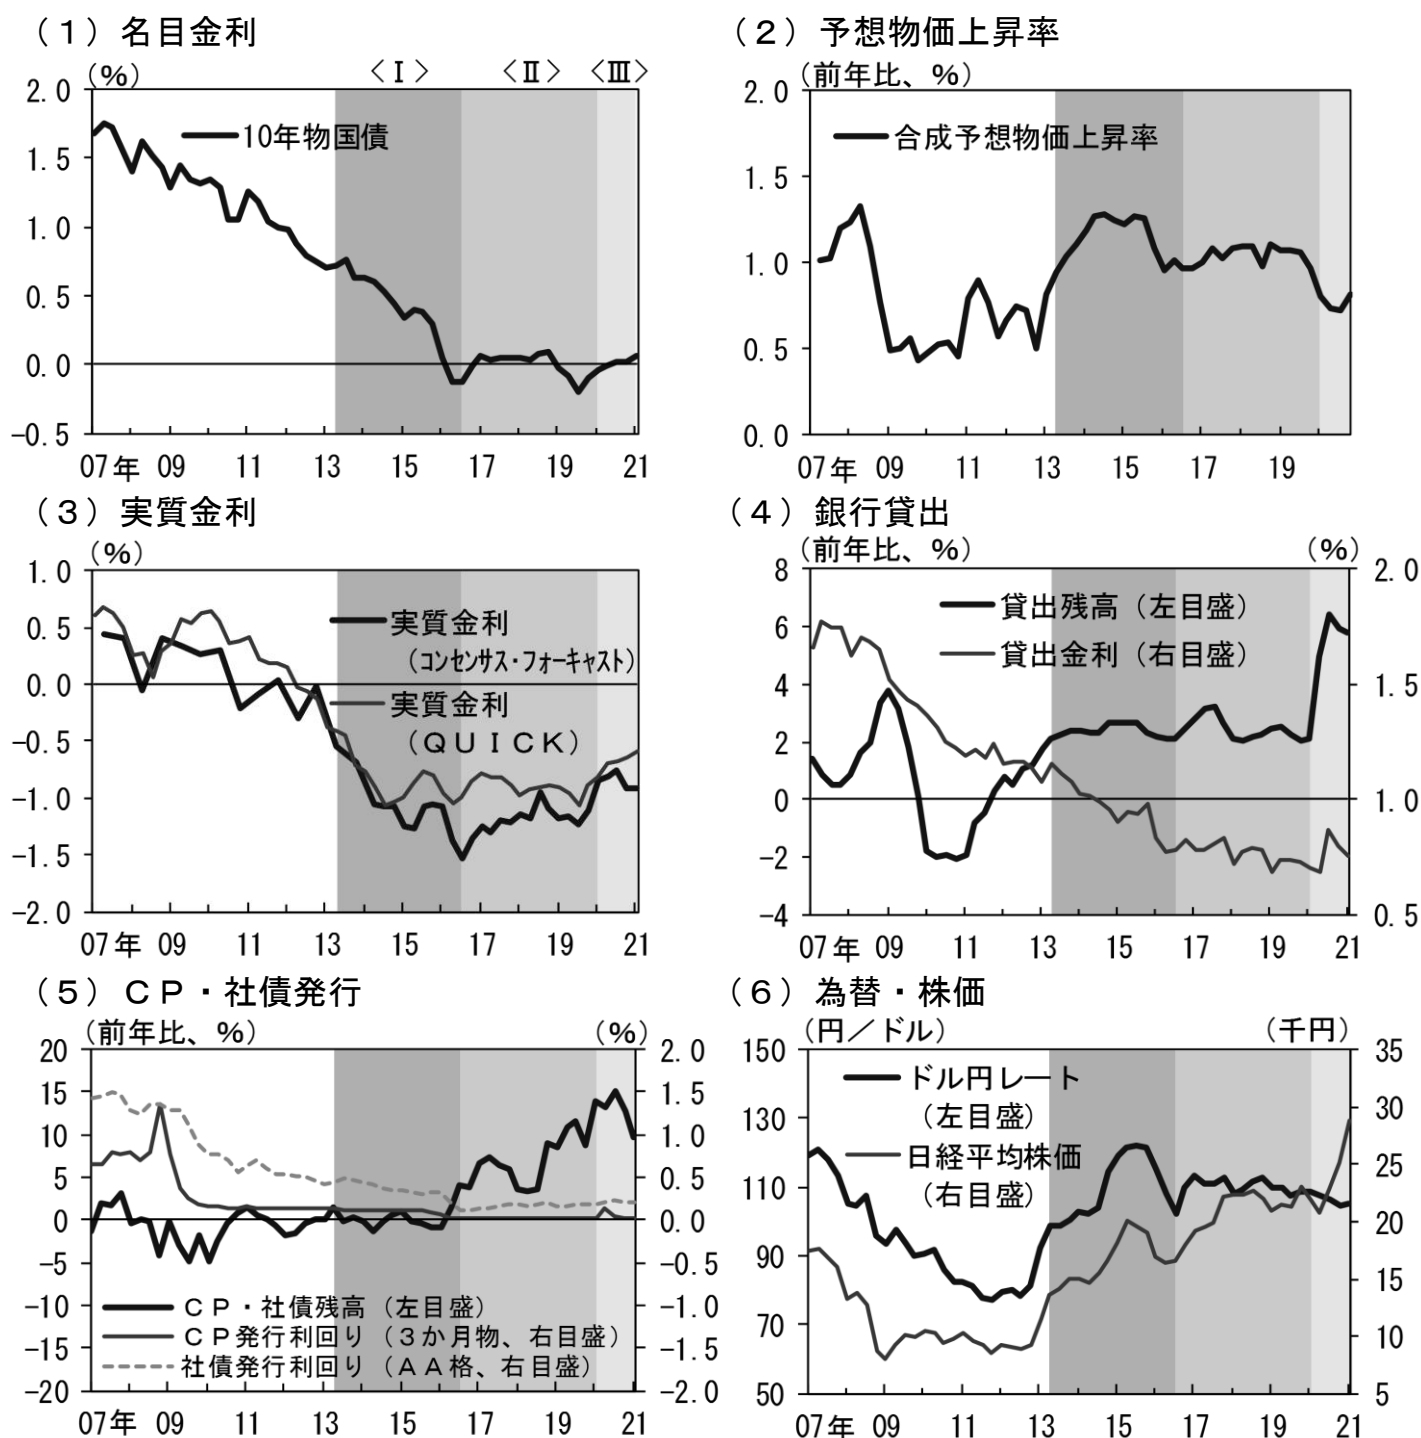 （１）名目金利
（％）
〈Ⅰ〉
〈Ⅱ〉
〈Ⅲ〉
10年物国債
2.0
1.5
1.0
0.5
0.0
-0.5
07年 09 11 13 15 17 19 21
（２）予想物価上昇率
（前年比、％）
合成予想物価上昇率
2.0
1.5
1.0
0.5
0.0
07年 09 11 13 15 17 19
（３）実質金利
（％）
実質金利
（コンセンサス・フォーキャスト）
実質金利
（ＱＵＩＣＫ）
1.0
0.5
0.0
-0.5
-1.0
-1.5
-2.0
07年 09 11 13 15 17 19 21
（４）銀行貸出
（前年比、％）
（％）
貸出残高（左目盛）
貸出金利（右目盛）
8
6
4
2
0
-2
-4
2.0
1.5
1.0
0.5
07年 09 11 13 15 17 19 21
（５）ＣＰ・社債発行
（前年比、％）
（％）
20
15
10
5
0
-5
-10
-15
-20
2.0
1.5
1.0
0.5
0.0
-0.5
-1.0
-1.5
-2.0
ＣＰ・社債残高（左目盛）
ＣＰ発行利回り（３か月物、右目盛）
社債発行利回り（ＡＡ格、右目盛）
07年 09 11 13 15 17 19 21
（６）為替・株価
（円／ドル）
（千円）
ドル円レート
（左目盛）
日経平均株価
（右目盛）
150
130
110
90
70
50
35
30
25
20
15
10
5
07年 09 11 13 15 17 19 21